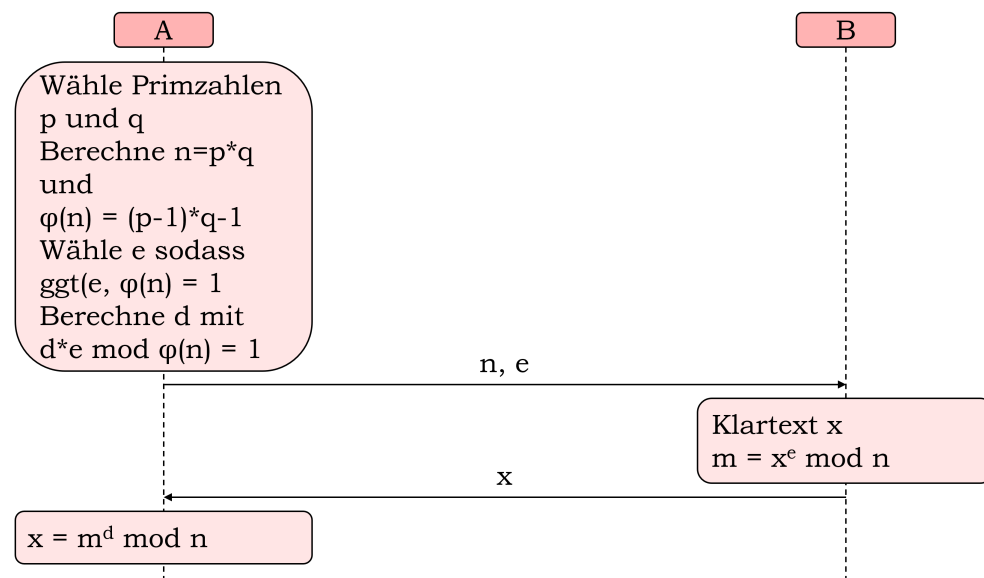 A
B
Wähle Primzahlen
p und q
Berechne n=p*q
und
φ(n) = (p-1)*q-1
Wähle e sodass
ggt(e, φ(n) = 1
Berechne d mit
d*e mod φ(n) = 1
n, e
Klartext x
m = xᵉ mod n
x
x = mᵈ mod n